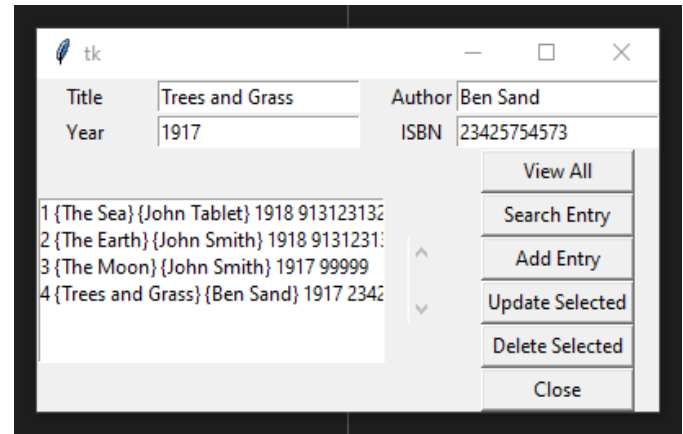 tk
Title Trees and Grass Author Ben Sand
Year 1917 ISBN 23425754573
View All
1 {The Sea} {John Tablet} 1918 913123132
Search Entry
2 {The Earth} {John Smith} 1918 9131231
Add Entry
3 {The Moon} {John Smith} 1917 99999
4 {Trees and Grass} {Ben Sand} 1917 2342
Update Selected
Delete Selected
Close